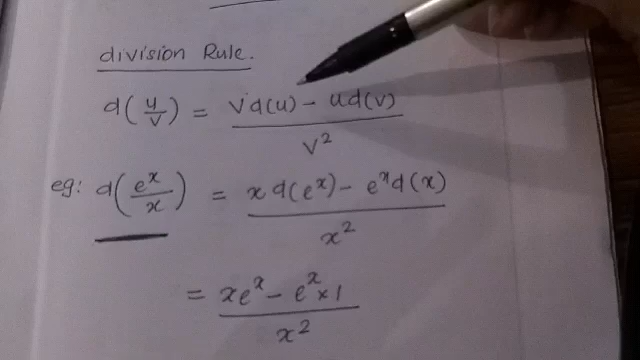 division Rule.
d(u/v) = vd(u) - ud(v) / v²
eg: d(eˣ/x) = x d(eˣ) - eˣd(x) / x²
= xeˣ - eˣ×1 / x²